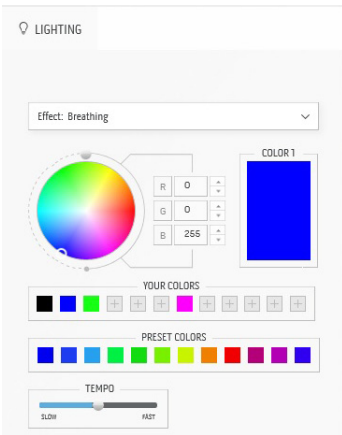 LIGHTING
Effect: Breathing
COLOR 1
R 0
G 0
B 255
YOUR COLORS
PRESET COLORS
TEMPO
SLOW FAST